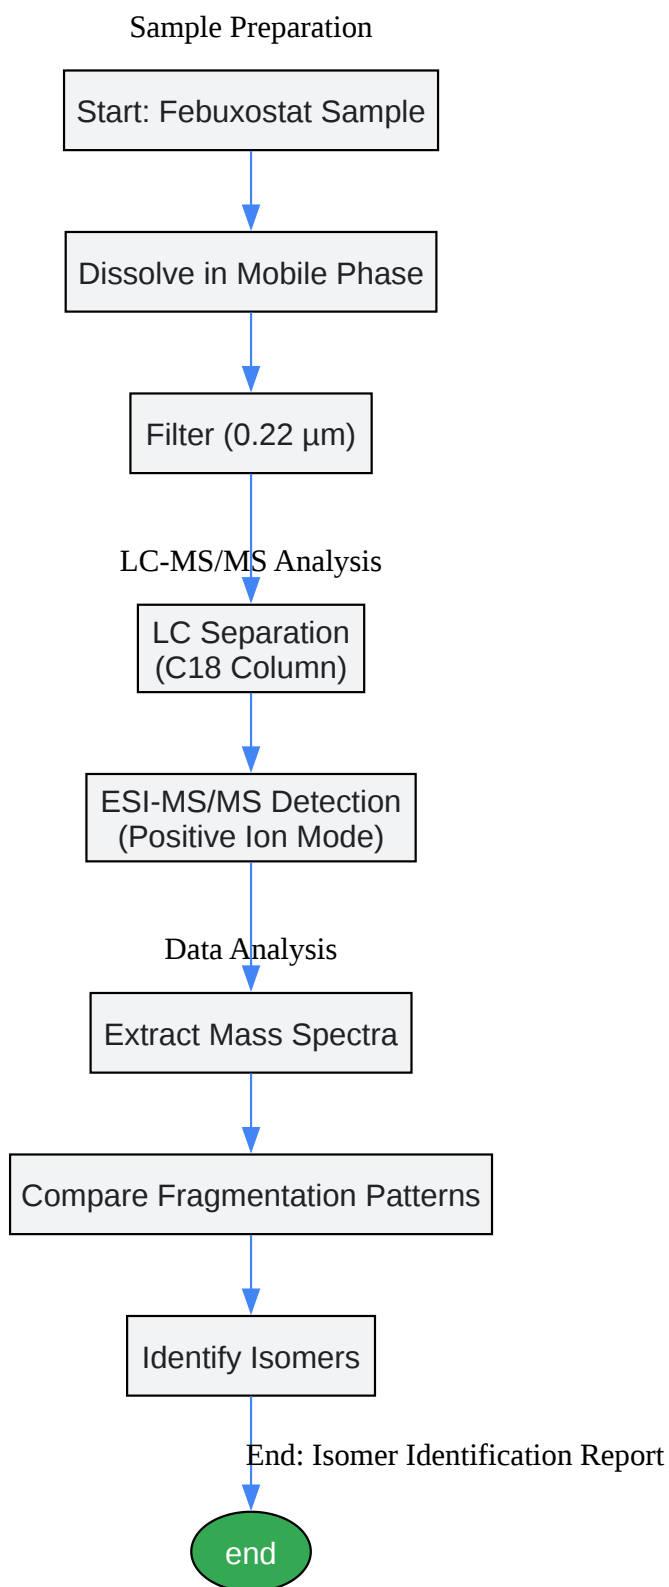 Sample Preparation
Start: Febuxostat Sample
Dissolve in Mobile Phase
Filter (0.22 µm)
LC-MS/MS Analysis
LC Separation
(C18 Column)
ESI-MS/MS Detection
(Positive Ion Mode)
Data Analysis
Extract Mass Spectra
Compare Fragmentation Patterns
Identify Isomers
End: Isomer Identification Report
end